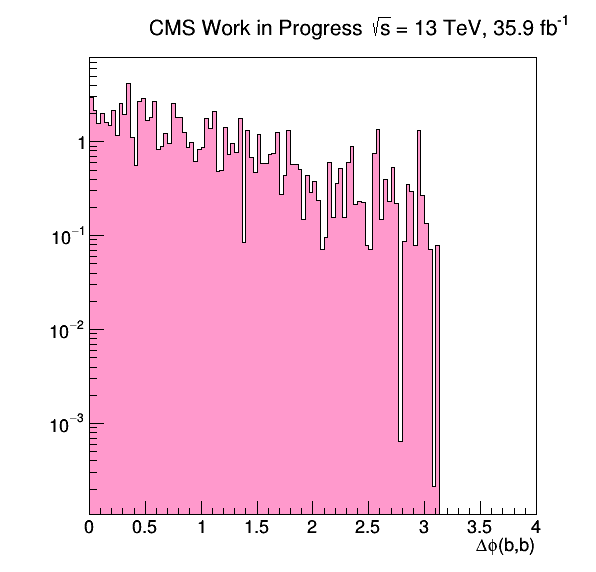 CMS Work in Progress √s = 13 TeV, 35.9 fb⁻¹
1
10⁻¹
10⁻²
10⁻³
0 0.5 1 1.5 2 2.5 3 3.5 4
Δϕ(b,b)